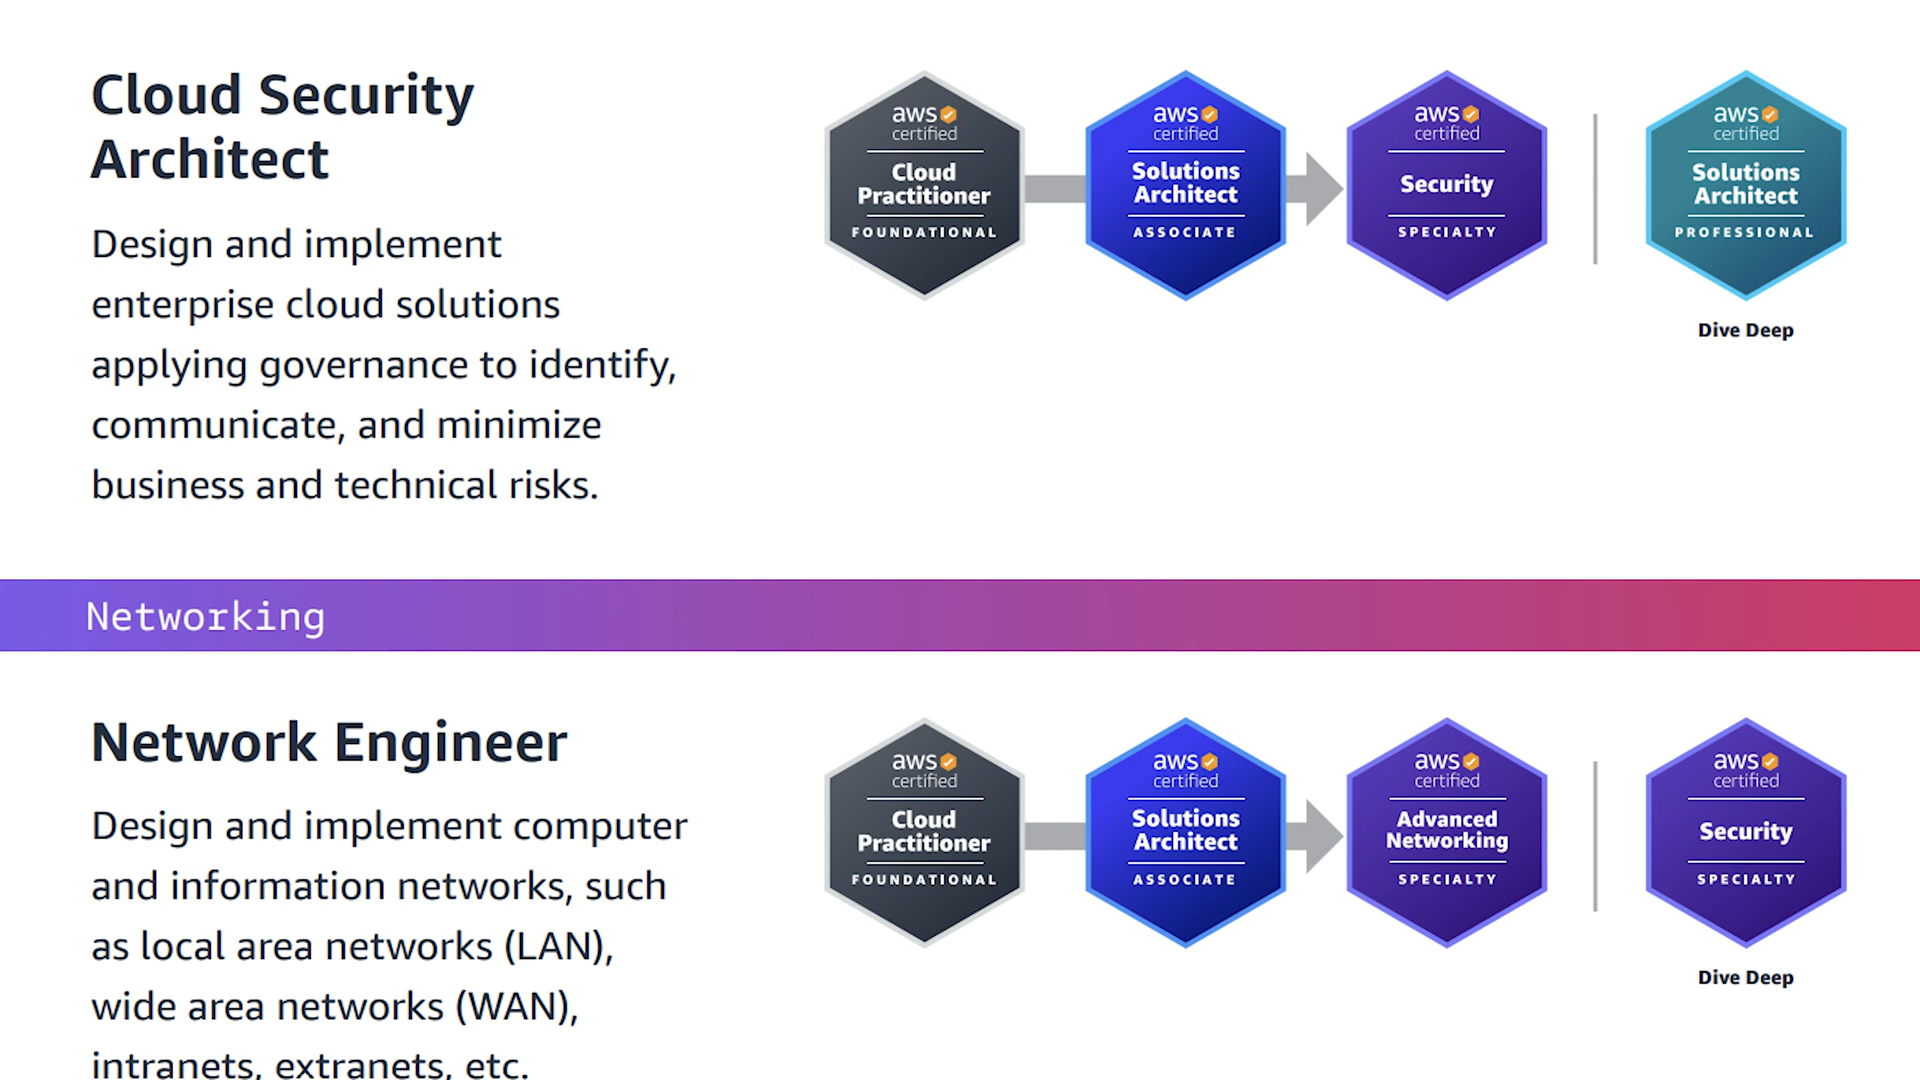 Cloud Security
Architect
Design and implement
enterprise cloud solutions
applying governance to identify,
communicate, and minimize
business and technical risks.
aws
certified
Cloud
Practitioner
FOUNDATIONAL
aws
certified
Solutions
Architect
ASSOCIATE
aws
certified
Security
SPECIALTY
aws
certified
Solutions
Architect
PROFESSIONAL
Dive Deep
Networking
Network Engineer
Design and implement computer
and information networks, such
as local area networks (LAN),
wide area networks (WAN),
intranets, extranets, etc.
aws
certified
Cloud
Practitioner
FOUNDATIONAL
aws
certified
Solutions
Architect
ASSOCIATE
aws
certified
Advanced
Networking
SPECIALTY
aws
certified
Security
SPECIALTY
Dive Deep